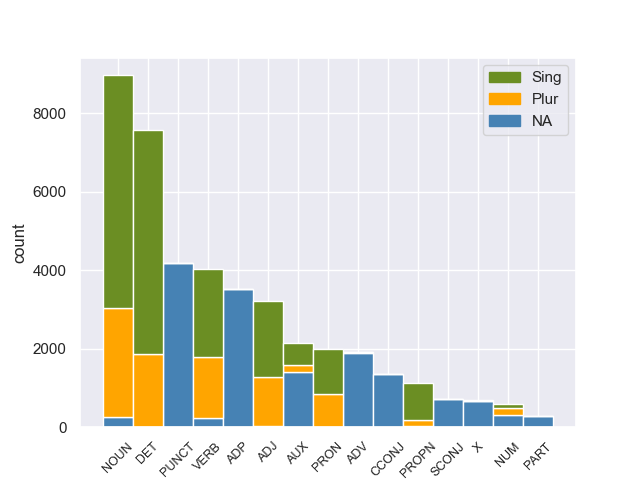 Sing
Plur
NA
8000
6000
4000
2000
0
count
NOUN
DET
PUNCT
VERB
ADP
ADJ
AUX
PRON
ADV
CCONJ
PROPN
SCONJ
X
NUM
PART